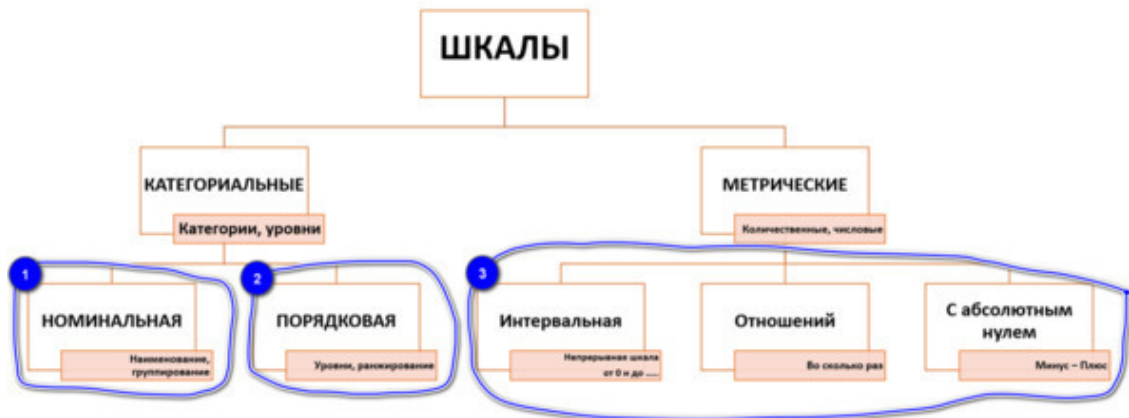 ШКАЛЫ
КАТЕГОРИАЛЬНЫЕ
Категории, уровни
МЕТРИЧЕСКИЕ
Количественные, числовые
1
НОМИНАЛЬНАЯ
Наименование,
группирование
2
ПОРЯДКОВАЯ
Уровни, ранжирование
3
Интервальная
Непрерывная шкала
от 0 и до .....
Отношений
Во сколько раз
С абсолютным
нулем
Минус – Плюс